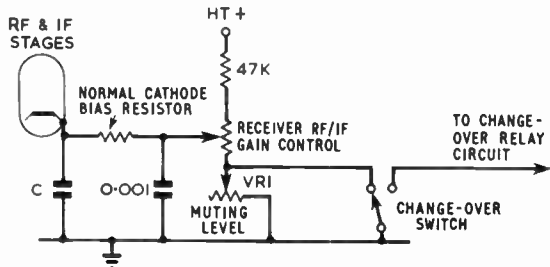 RF & IF
STAGES
HT +
47K
NORMAL CATHODE
BIAS RESISTOR
RECEIVER RF/IF
GAIN CONTROL
TO CHANGE-
OVER RELAY
CIRCUIT
C
0·001
VR1
MUTING
LEVEL
CHANGE-OVER
SWITCH